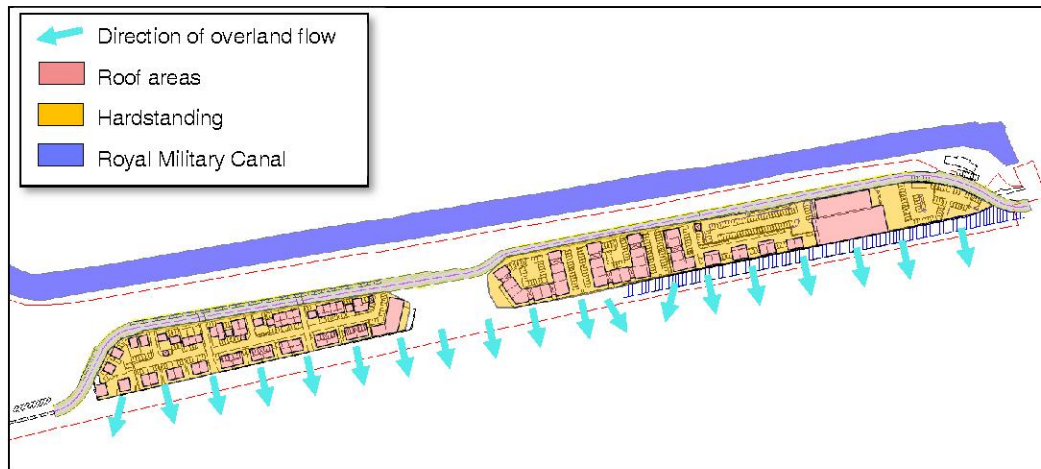 Direction of overland flow
Roof areas
Hardstanding
Royal Military Canal